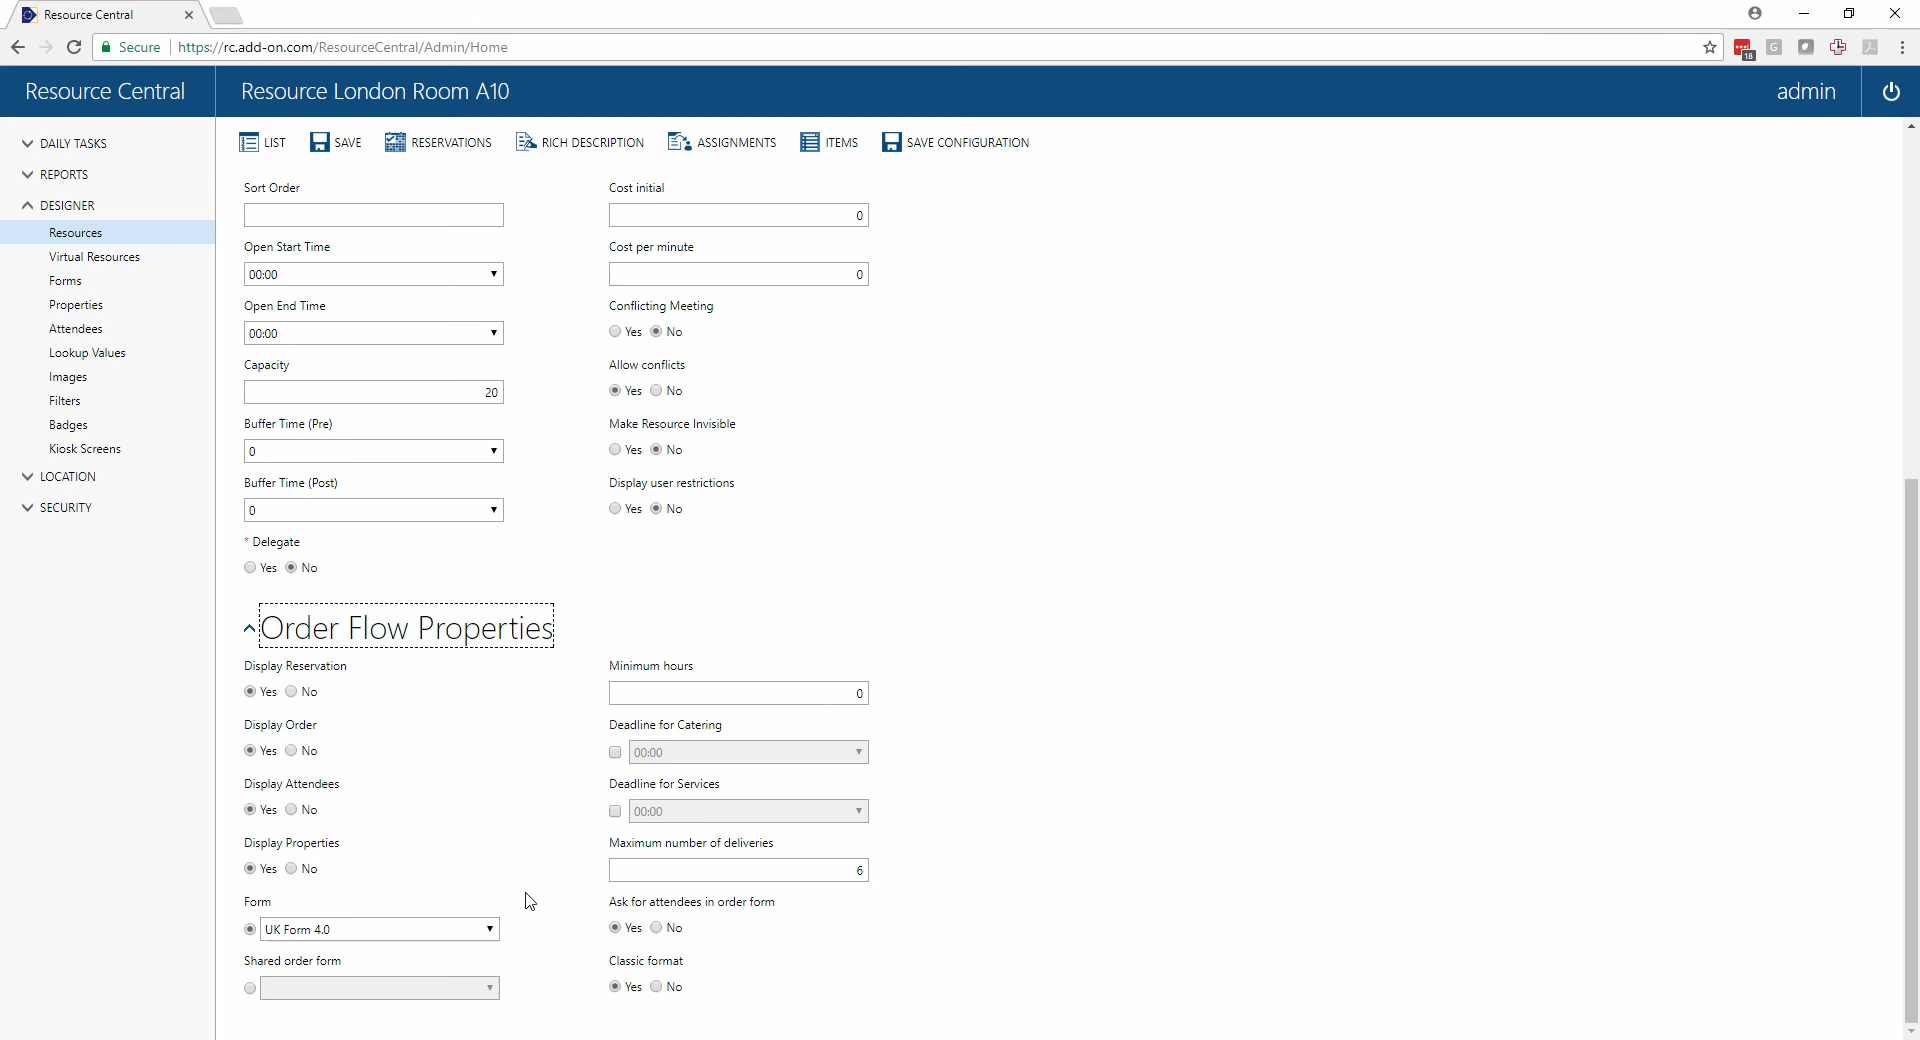 Resource Central
Secure https://rc.add-on.com/ResourceCentral/Admin/Home
18
G
Resource Central
Resource London Room A10
admin
LIST
SAVE
RESERVATIONS
RICH DESCRIPTION
ASSIGNMENTS
ITEMS
SAVE CONFIGURATION
DAILY TASKS
REPORTS
DESIGNER
Resources
Virtual Resources
Forms
Properties
Attendees
Lookup Values
Images
Filters
Badges
Kiosk Screens
LOCATION
SECURITY
Sort Order
Open Start Time
00:00
Open End Time
00:00
Capacity
20
Buffer Time (Pre)
0
Buffer Time (Post)
0
* Delegate
Yes No
Cost initial
0
Cost per minute
0
Conflicting Meeting
Yes No
Allow conflicts
Yes No
Make Resource Invisible
Yes No
Display user restrictions
Yes No
Order Flow Properties
Display Reservation
Yes No
Display Order
Yes No
Display Attendees
Yes No
Display Properties
Yes No
Form
UK Form 4.0
Shared order form
Minimum hours
0
Deadline for Catering
00:00
Deadline for Services
00:00
Maximum number of deliveries
6
Ask for attendees in order form
Yes No
Classic format
Yes No